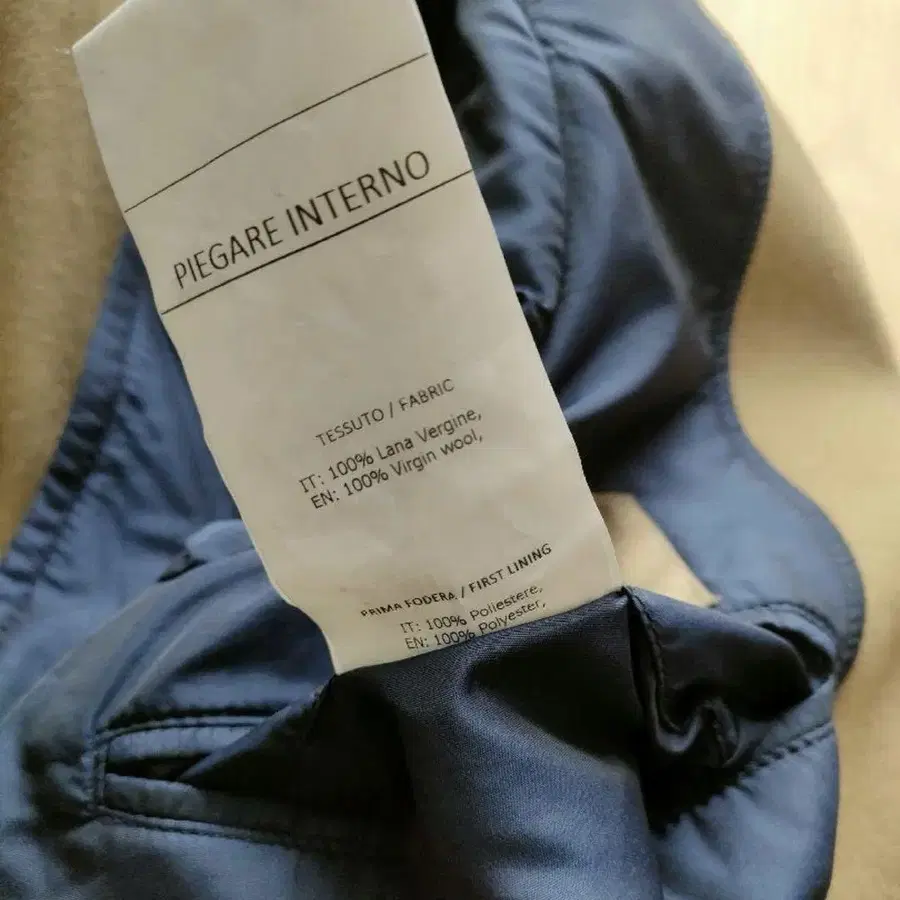 PIEGARE INTERNO
TESSUTO / FABRIC
IT: 100% Lana Vergine,
EN: 100% Virgin wool,
PRIMA FODERA / FIRST LINING
IT: 100% Poliestere,
EN: 100% Polyester,